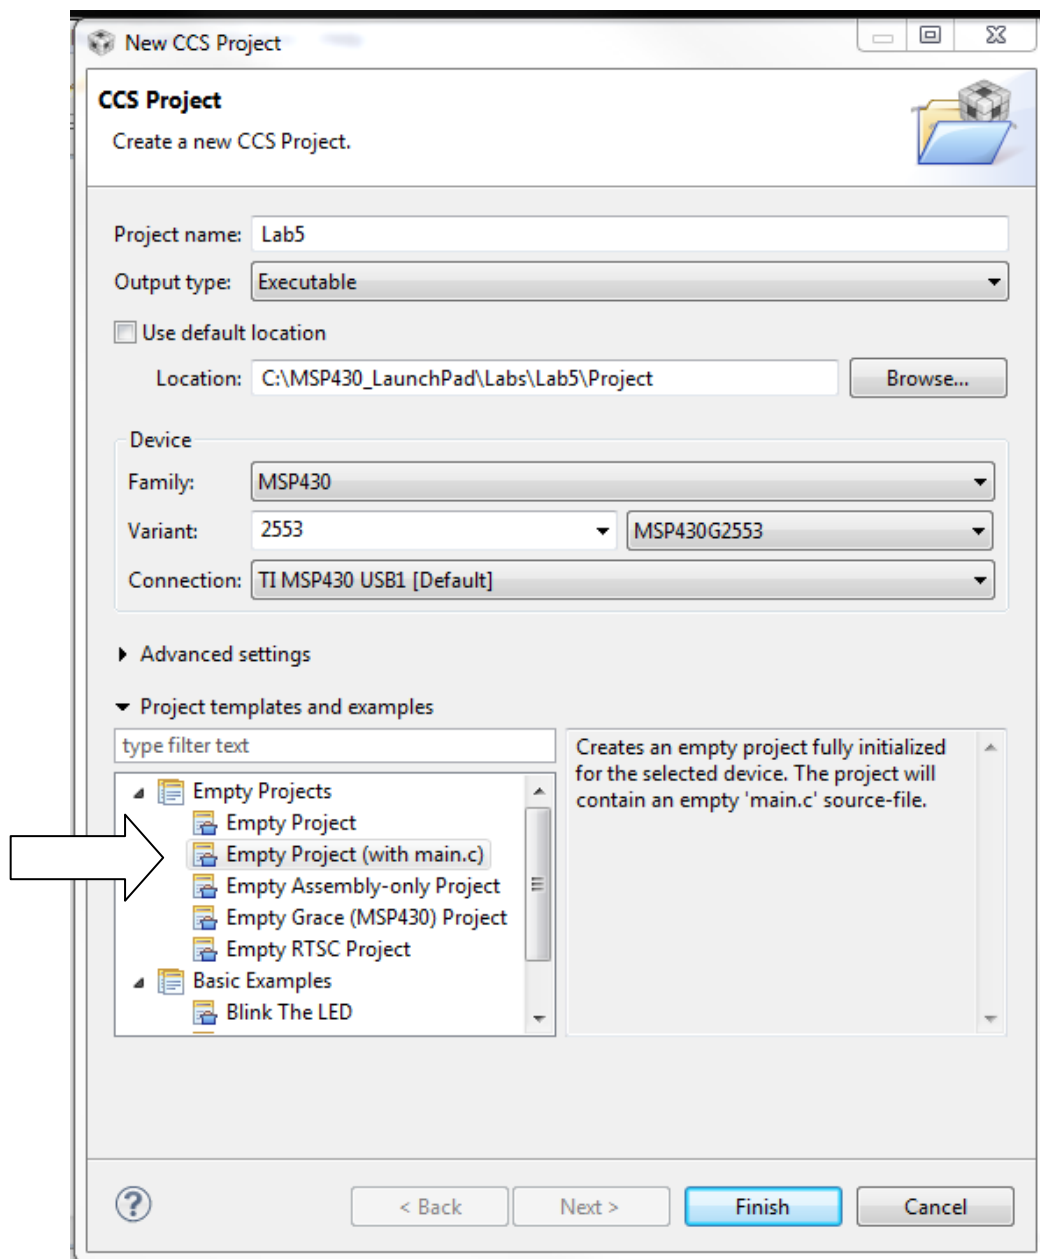 New CCS Project
CCS Project
Create a new CCS Project.
Project name: Lab5
Output type: Executable
Use default location
Location: C:\MSP430_LaunchPad\Labs\Lab5\Project Browse...
Device
Family: MSP430
Variant: 2553 MSP430G2553
Connection: TI MSP430 USB1 [Default]
Advanced settings
Project templates and examples
type filter text
Empty Projects
Empty Project
Empty Project (with main.c)
Empty Assembly-only Project
Empty Grace (MSP430) Project
Empty RTSC Project
Basic Examples
Blink The LED
Creates an empty project fully initialized
for the selected device. The project will
contain an empty 'main.c' source-file.
? < Back Next > Finish Cancel